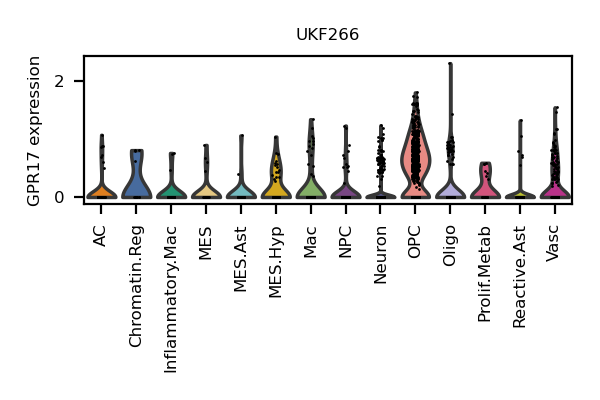 UKF266
GPR17 expression
2
0
AC
Chromatin.Reg
Inflammatory.Mac
MES
MES.Ast
MES.Hyp
Mac
NPC
Neuron
OPC
Oligo
Prolif.Metab
Reactive.Ast
Vasc